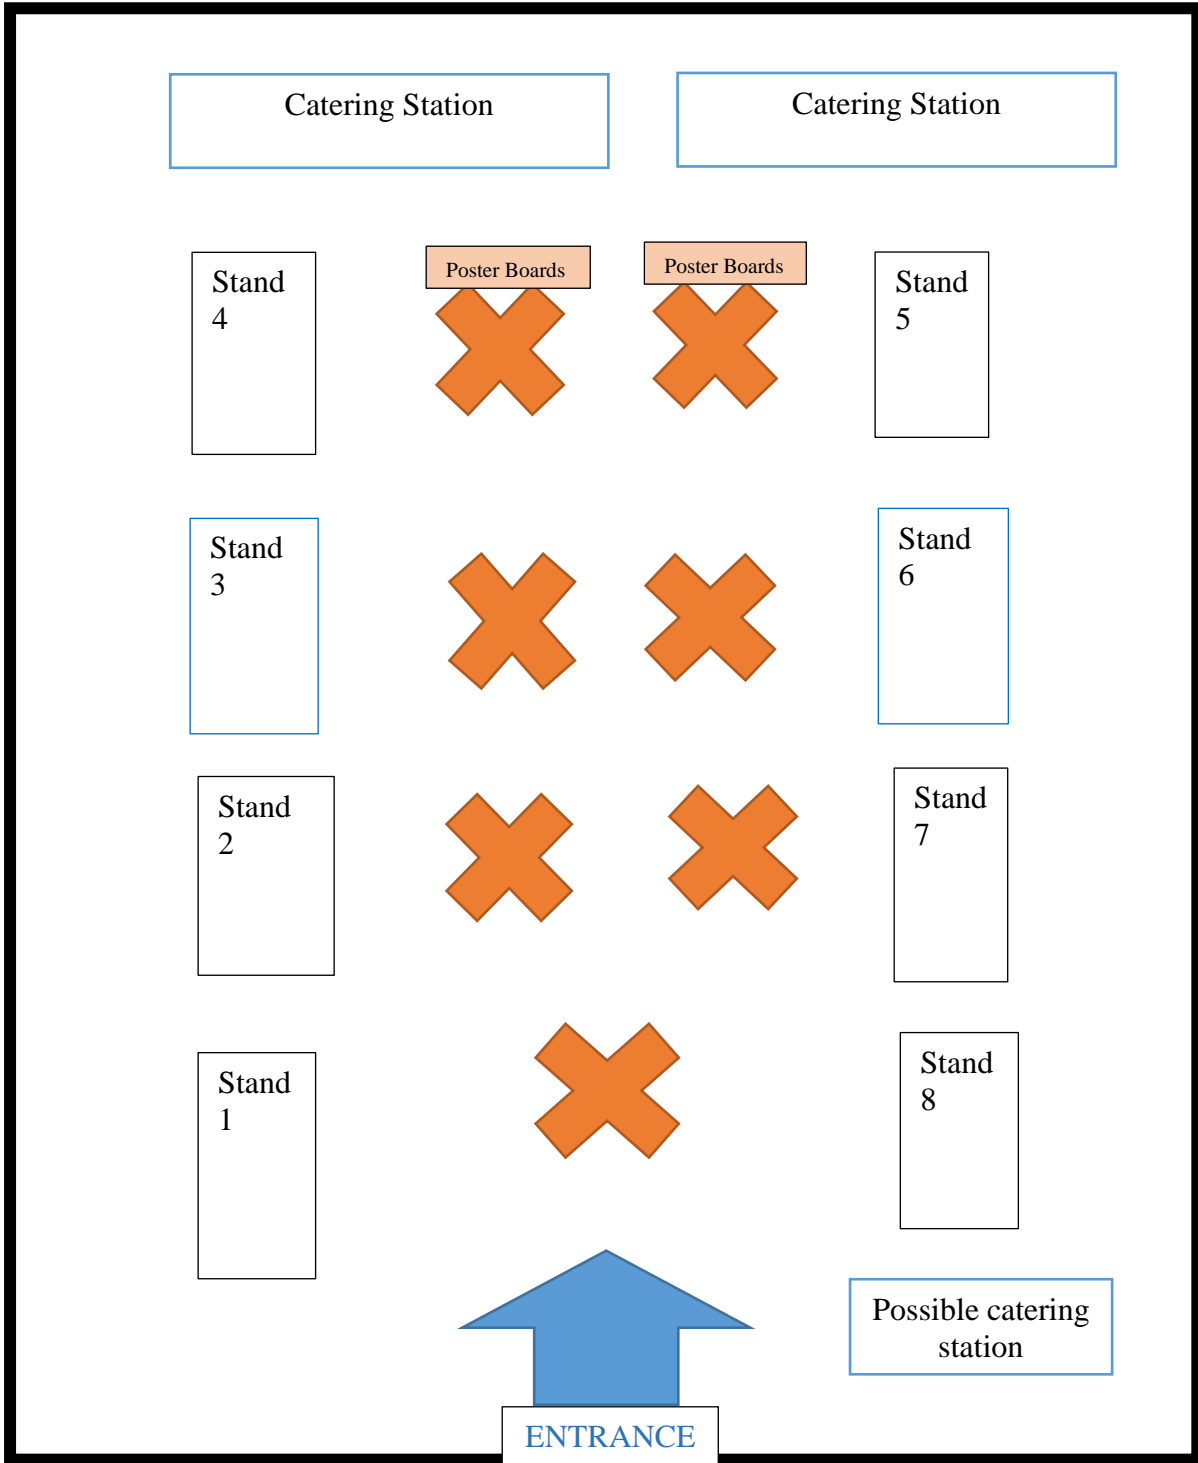 Catering Station
Catering Station
Stand
4
Poster Boards
Poster Boards
Stand
5
Stand
3
Stand
6
Stand
2
Stand
7
Stand
1
Stand
8
Possible catering
station
ENTRANCE